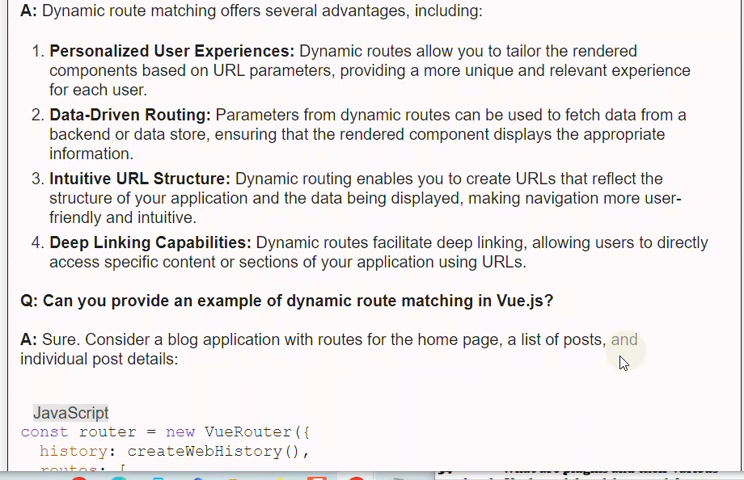 A: Dynamic route matching offers several advantages, including:
1. Personalized User Experiences: Dynamic routes allow you to tailor the rendered
components based on URL parameters, providing a more unique and relevant experience
for each user.
2. Data-Driven Routing: Parameters from dynamic routes can be used to fetch data from a
backend or data store, ensuring that the rendered component displays the appropriate
information.
3. Intuitive URL Structure: Dynamic routing enables you to create URLs that reflect the
structure of your application and the data being displayed, making navigation more user-
friendly and intuitive.
4. Deep Linking Capabilities: Dynamic routes facilitate deep linking, allowing users to directly
access specific content or sections of your application using URLs.
Q: Can you provide an example of dynamic route matching in Vue.js?
A: Sure. Consider a blog application with routes for the home page, a list of posts, and
individual post details:
JavaScript
const router = new VueRouter({
history: createWebHistory(),
routes: [